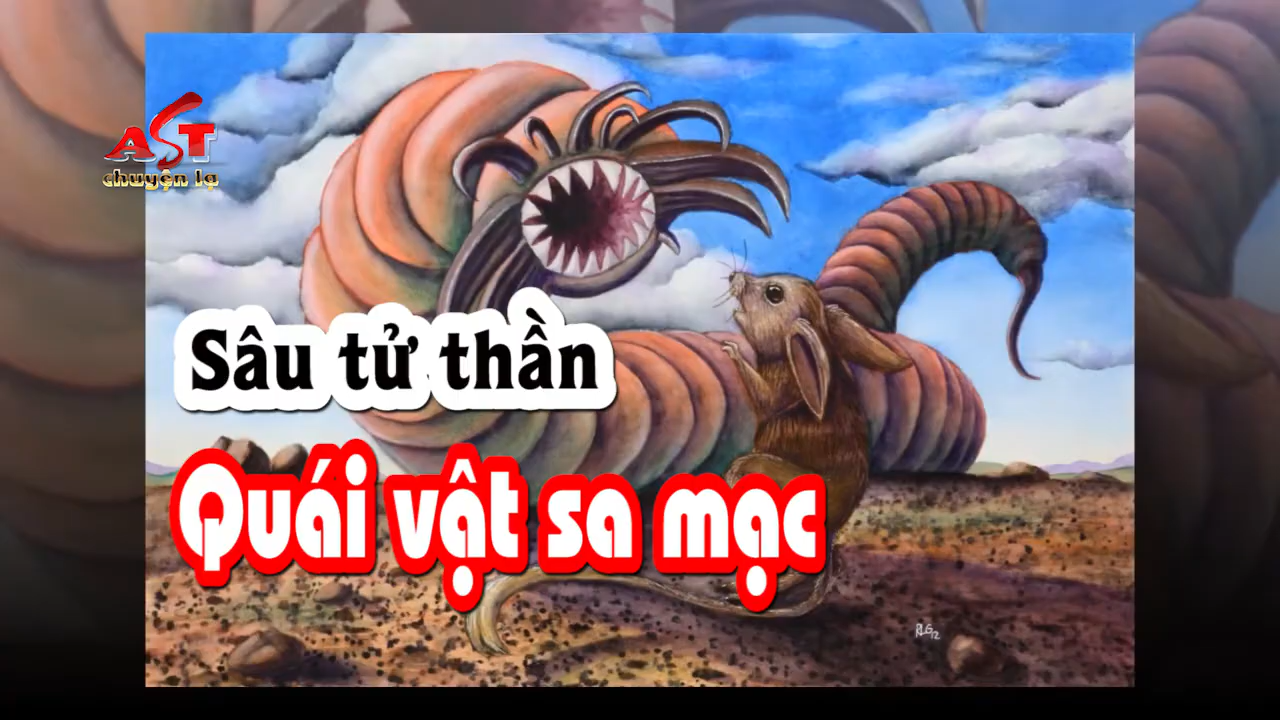 AST
chuyện lạ
Sâu tử thần
Quái vật sa mạc